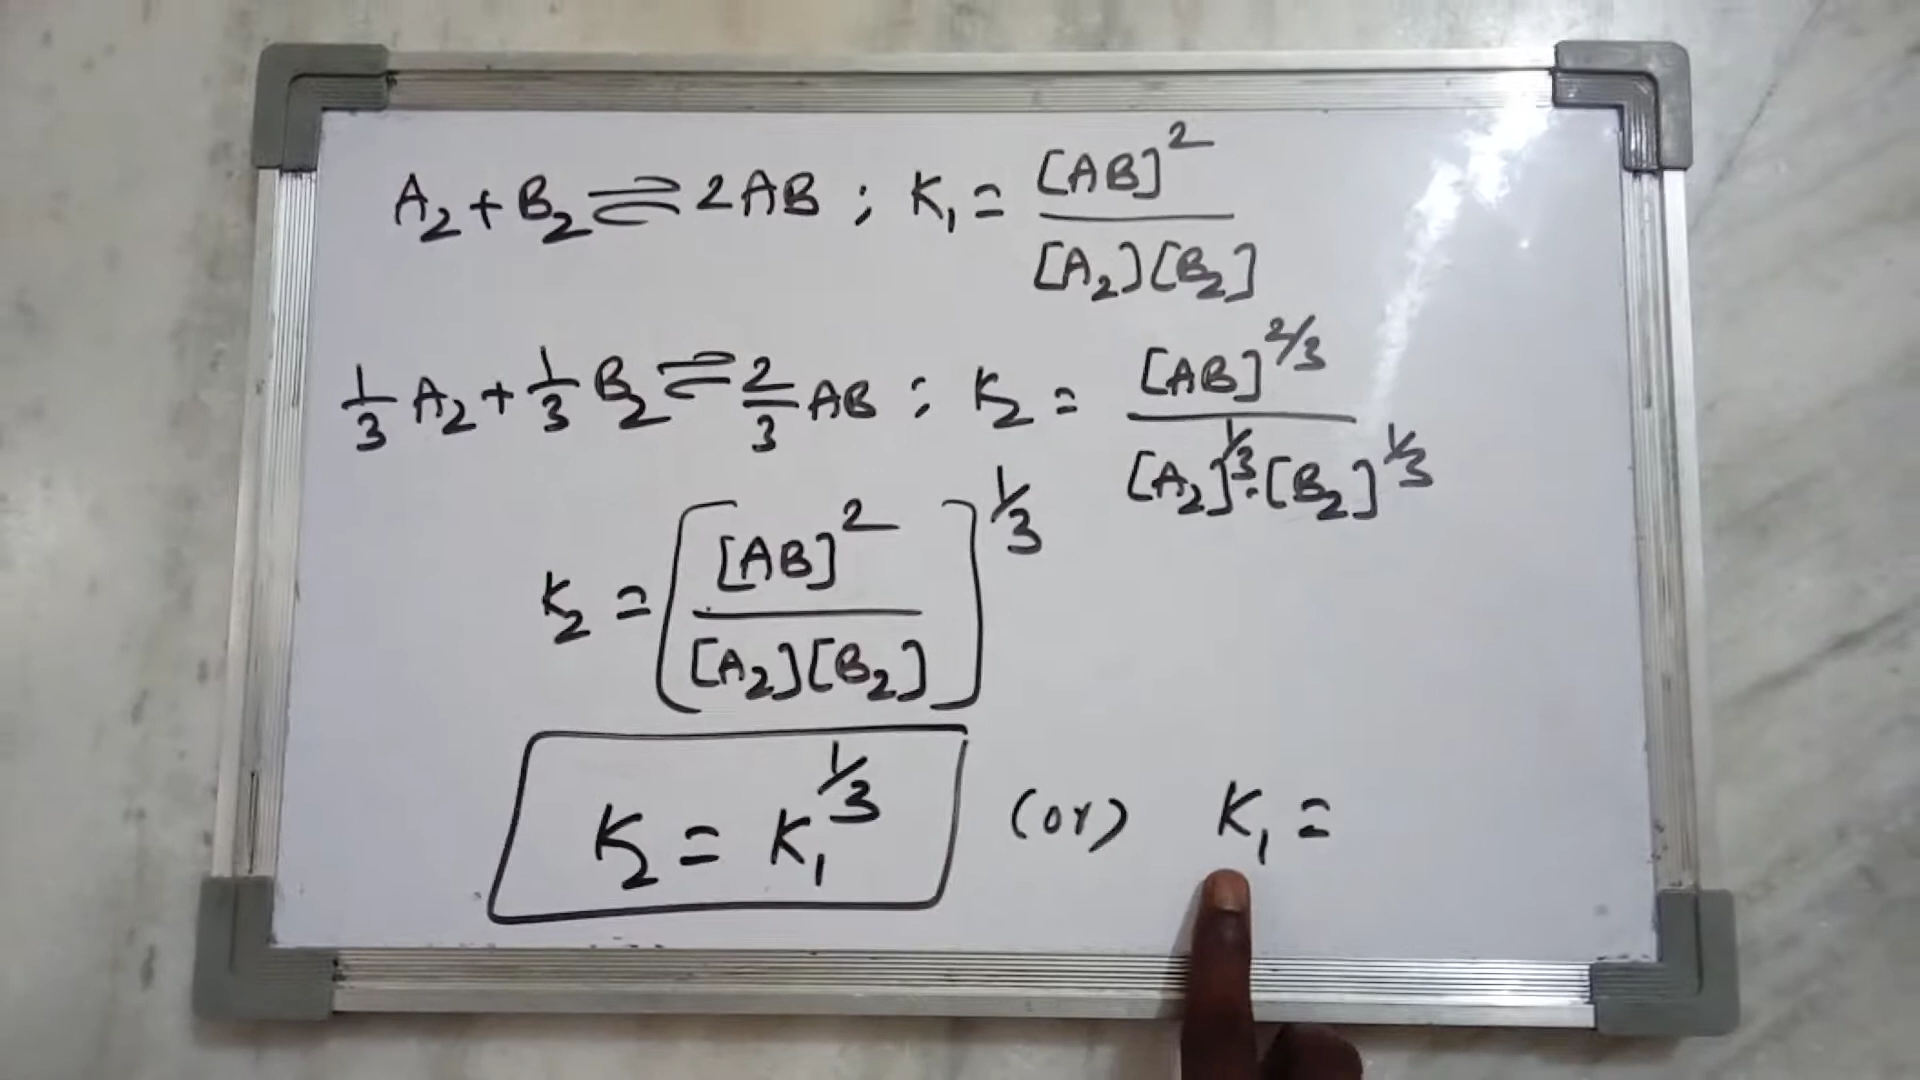 A₂ + B₂ ⇌ 2AB ; K₁ = [AB]² / [A₂][B₂]
1/3 A₂ + 1/3 B₂ ⇌ 2/3 AB ; K₂ = [AB]^2/3 / [A₂]^1/3 · [B₂]^1/3
K₂ = [ [AB]² / [A₂][B₂] ]^1/3
K₂ = K₁^1/3 (or) K₁ =